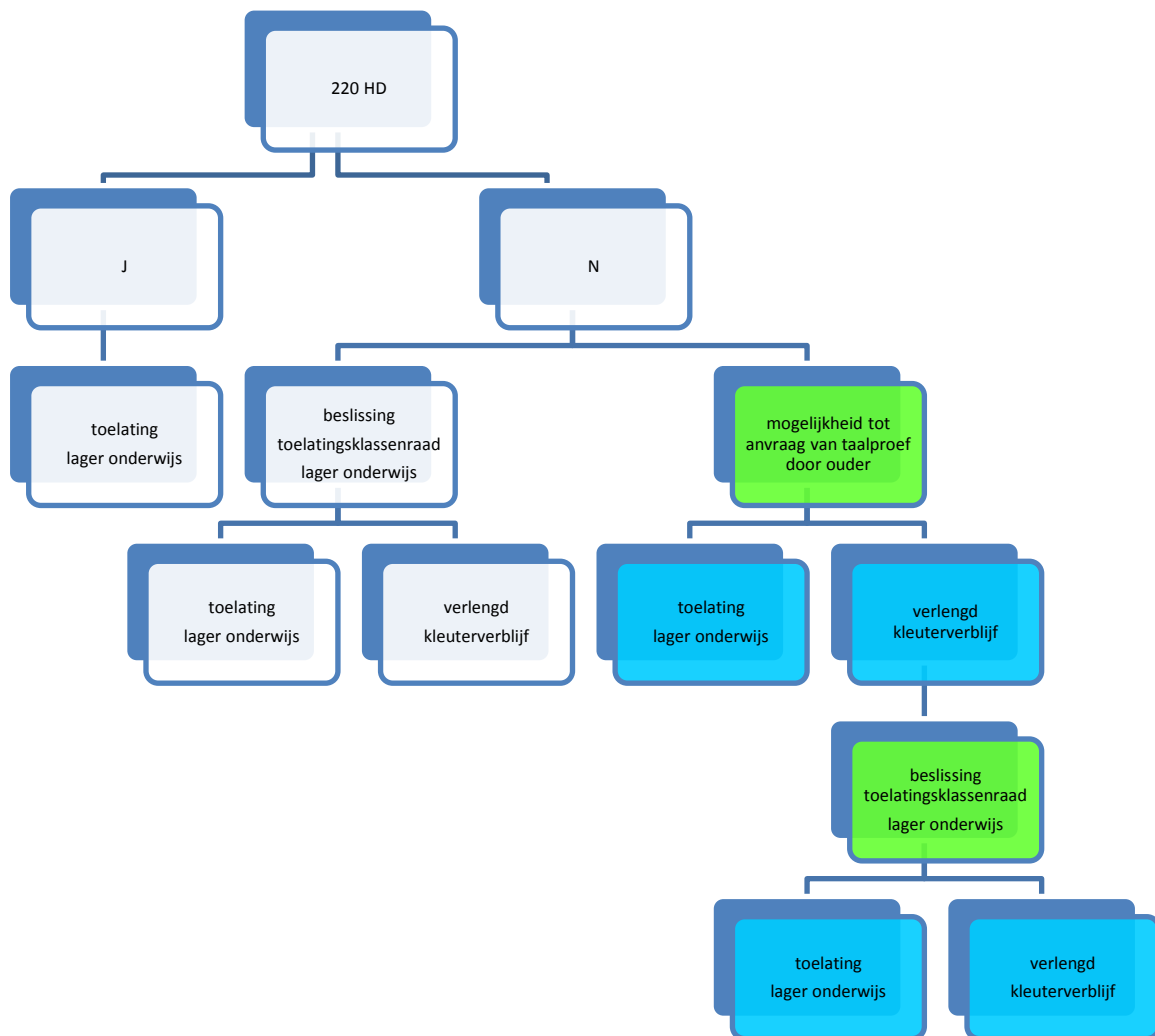 220 HD
J
N
toelating
lager onderwijs
beslissing
toelatingsklassenraad
lager onderwijs
mogelijkheid tot
anvraag van taalproef
door ouder
toelating
lager onderwijs
verlengd
kleuterverblijf
toelating
lager onderwijs
verlengd
kleuterverblijf
beslissing
toelatingsklassenraad
lager onderwijs
toelating
lager onderwijs
verlengd
kleuterverblijf